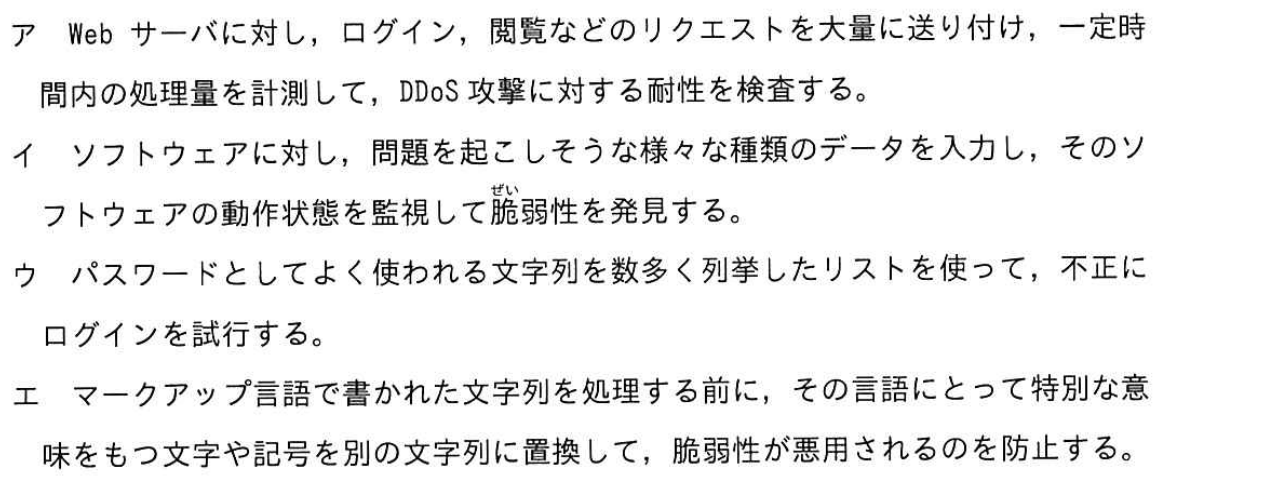 ア Web サーバに対し，ログイン，閲覧などのリクエストを大量に送り付け，一定時
間内の処理量を計測して，DDoS 攻撃に対する耐性を検査する。
イ ソフトウェアに対し，問題を起こしそうな様々な種類のデータを入力し，そのソ
フトウェアの動作状態を監視して脆弱性を発見する。
ぜい
ウ パスワードとしてよく使われる文字列を数多く列挙したリストを使って，不正に
ログインを試行する。
エ マークアップ言語で書かれた文字列を処理する前に，その言語にとって特別な意
味をもつ文字や記号を別の文字列に置換して，脆弱性が悪用されるのを防止する。